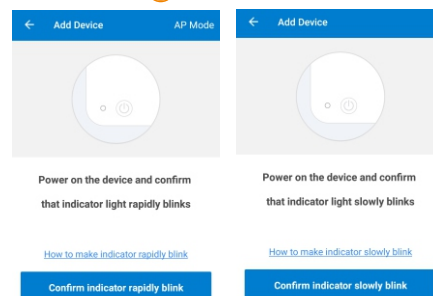 Add Device AP Mode
Power on the device and confirm
that indicator light rapidly blinks
How to make indicator rapidly blink
Confirm indicator rapidly blink
Add Device
Power on the device and confirm
that indicator light slowly blinks
How to make indicator slowly blink
Confirm indicator slowly blink